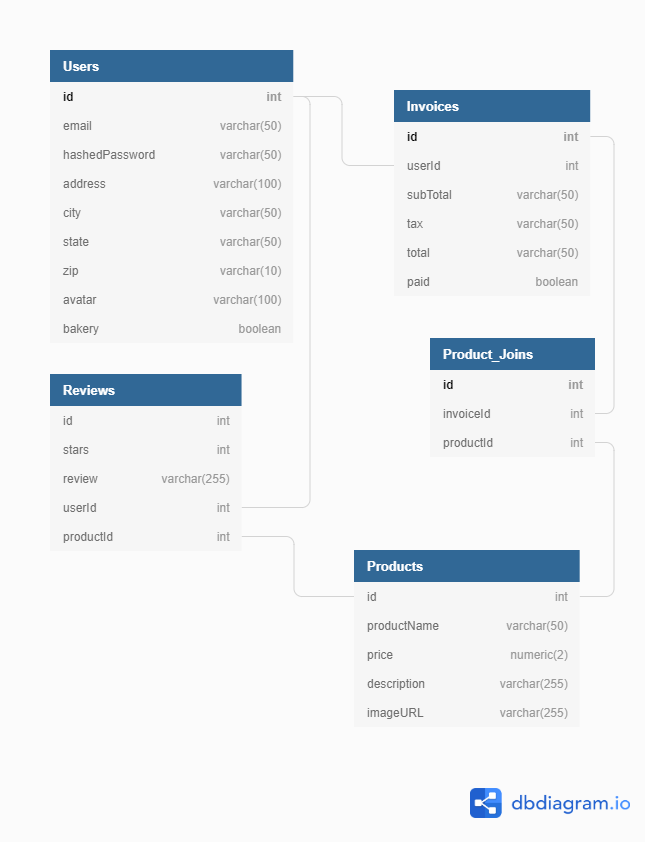 Users
id int
email varchar(50)
hashedPassword varchar(50)
address varchar(100)
city varchar(50)
state varchar(50)
zip varchar(10)
avatar varchar(100)
bakery boolean
Invoices
id int
userId int
subTotal varchar(50)
tax varchar(50)
total varchar(50)
paid boolean
Product_Joins
id int
invoiceId int
productId int
Reviews
id int
stars int
review varchar(255)
userId int
productId int
Products
id int
productName varchar(50)
price numeric(2)
description varchar(255)
imageURL varchar(255)
dbdiagram.io